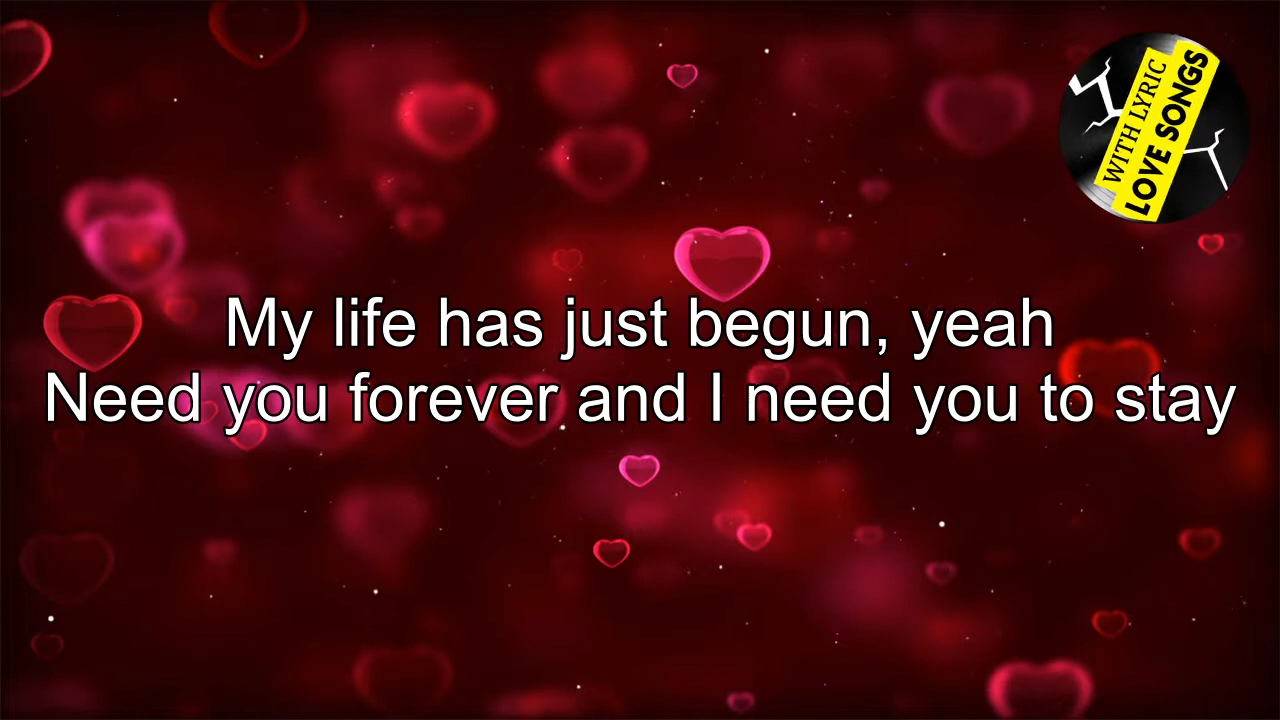 WITH LYRIC
LOVE SONGS
My life has just begun, yeah
Need you forever and I need you to stay